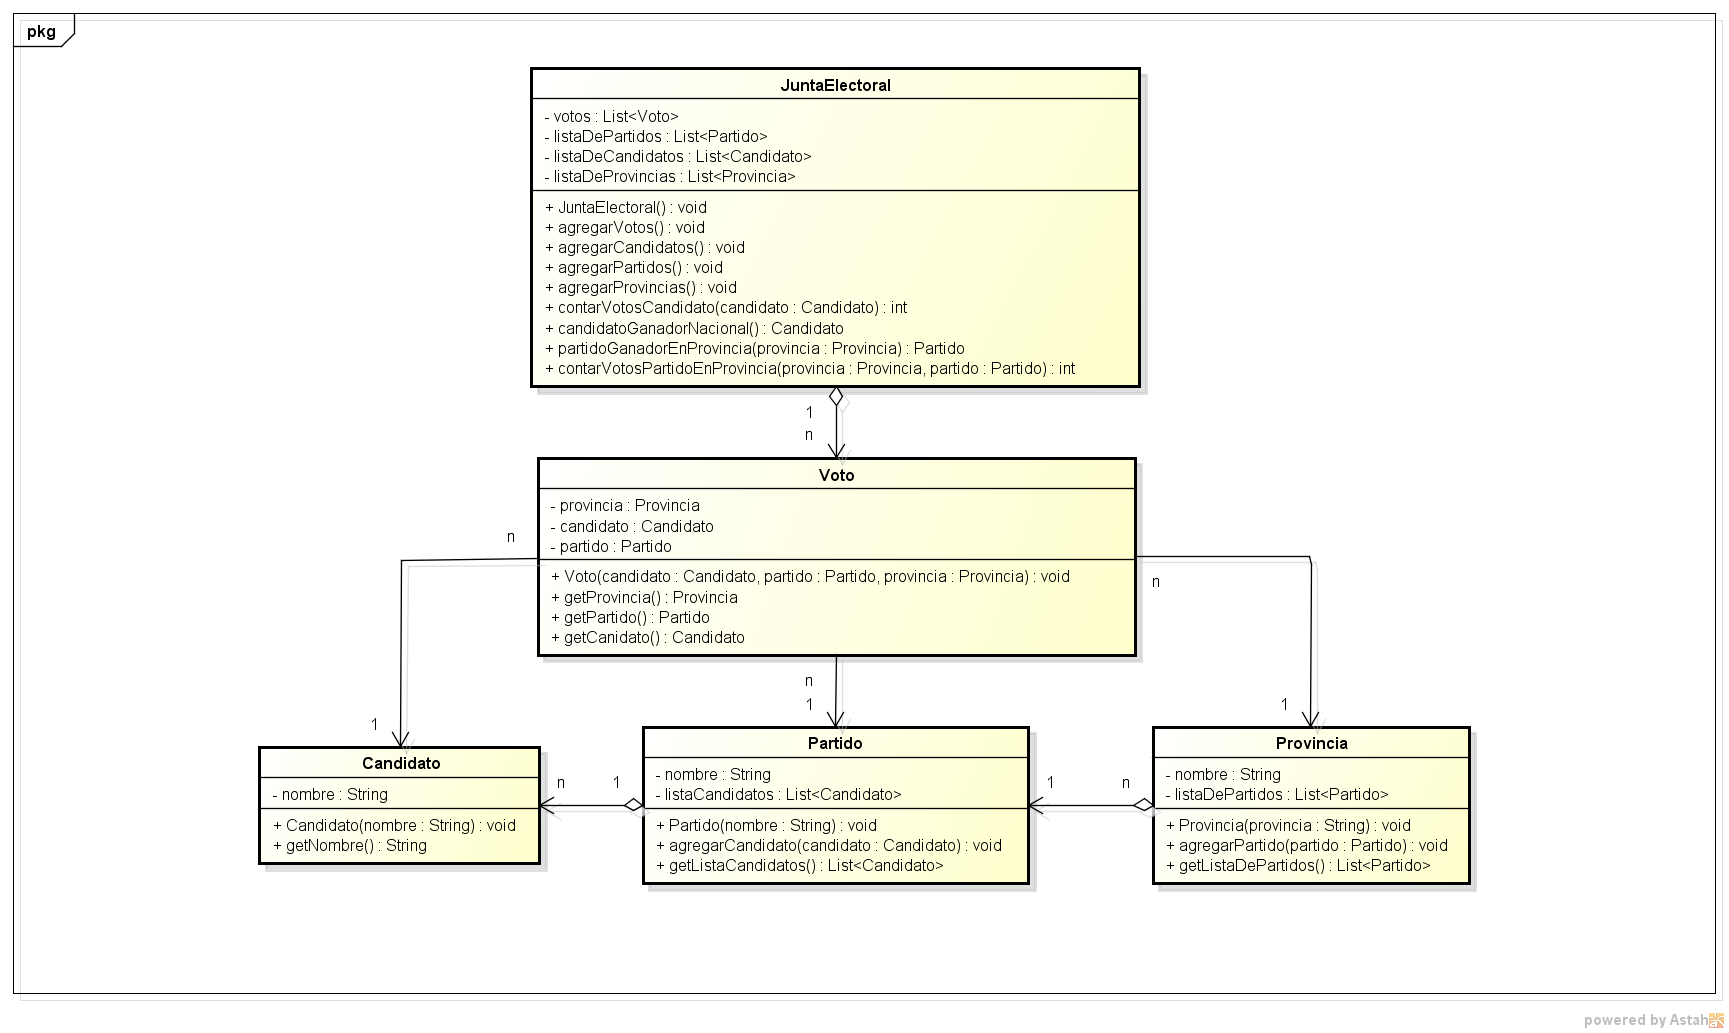 pkg
JuntaElectoral
- votos : List<Voto>
- listaDePartidos : List<Partido>
- listaDeCandidatos : List<Candidato>
- listaDeProvincias : List<Provincia>
+ JuntaElectoral() : void
+ agregarVotos() : void
+ agregarCandidatos() : void
+ agregarPartidos() : void
+ agregarProvincias() : void
+ contarVotosCandidato(candidato : Candidato) : int
+ candidatoGanadorNacional() : Candidato
+ partidoGanadorEnProvincia(provincia : Provincia) : Partido
+ contarVotosPartidoEnProvincia(provincia : Provincia, partido : Partido) : int
1
n
Voto
- provincia : Provincia
- candidato : Candidato
- partido : Partido
+ Voto(candidato : Candidato, partido : Partido, provincia : Provincia) : void
+ getProvincia() : Provincia
+ getPartido() : Partido
+ getCanidato() : Candidato
n
n
n
1
1
1
Candidato
- nombre : String
+ Candidato(nombre : String) : void
+ getNombre() : String
n
1
Partido
- nombre : String
- listaCandidatos : List<Candidato>
+ Partido(nombre : String) : void
+ agregarCandidato(candidato : Candidato) : void
+ getListaCandidatos() : List<Candidato>
1
n
Provincia
- nombre : String
- listaDePartidos : List<Partido>
+ Provincia(provincia : String) : void
+ agregarPartido(partido : Partido) : void
+ getListaDePartidos() : List<Partido>
powered by Astah